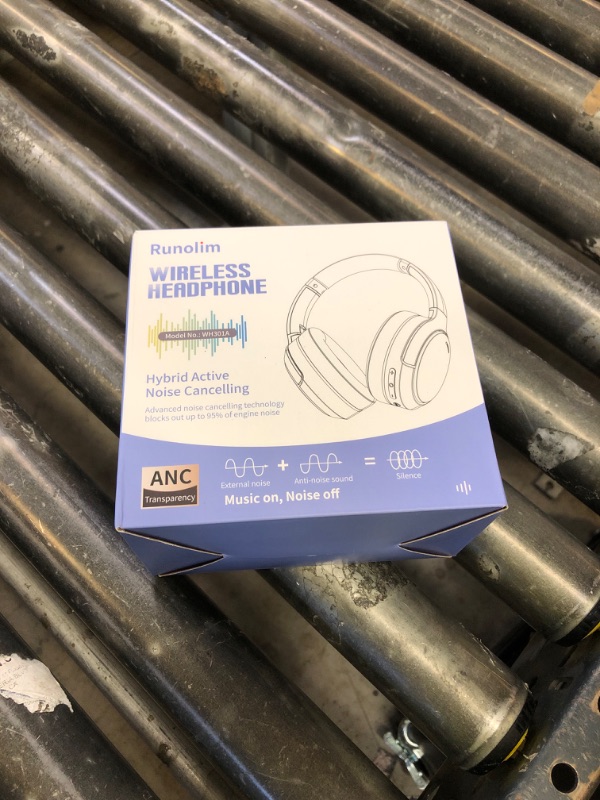 Runolim
WIRELESS
HEADPHONE
Model No.: WH301A
Hybrid Active
Noise Cancelling
Advanced noise cancelling technology
blocks out up to 95% of engine noise
ANC
Transparency
+ =
External noise Anti-noise sound Silence
Music on, Noise off